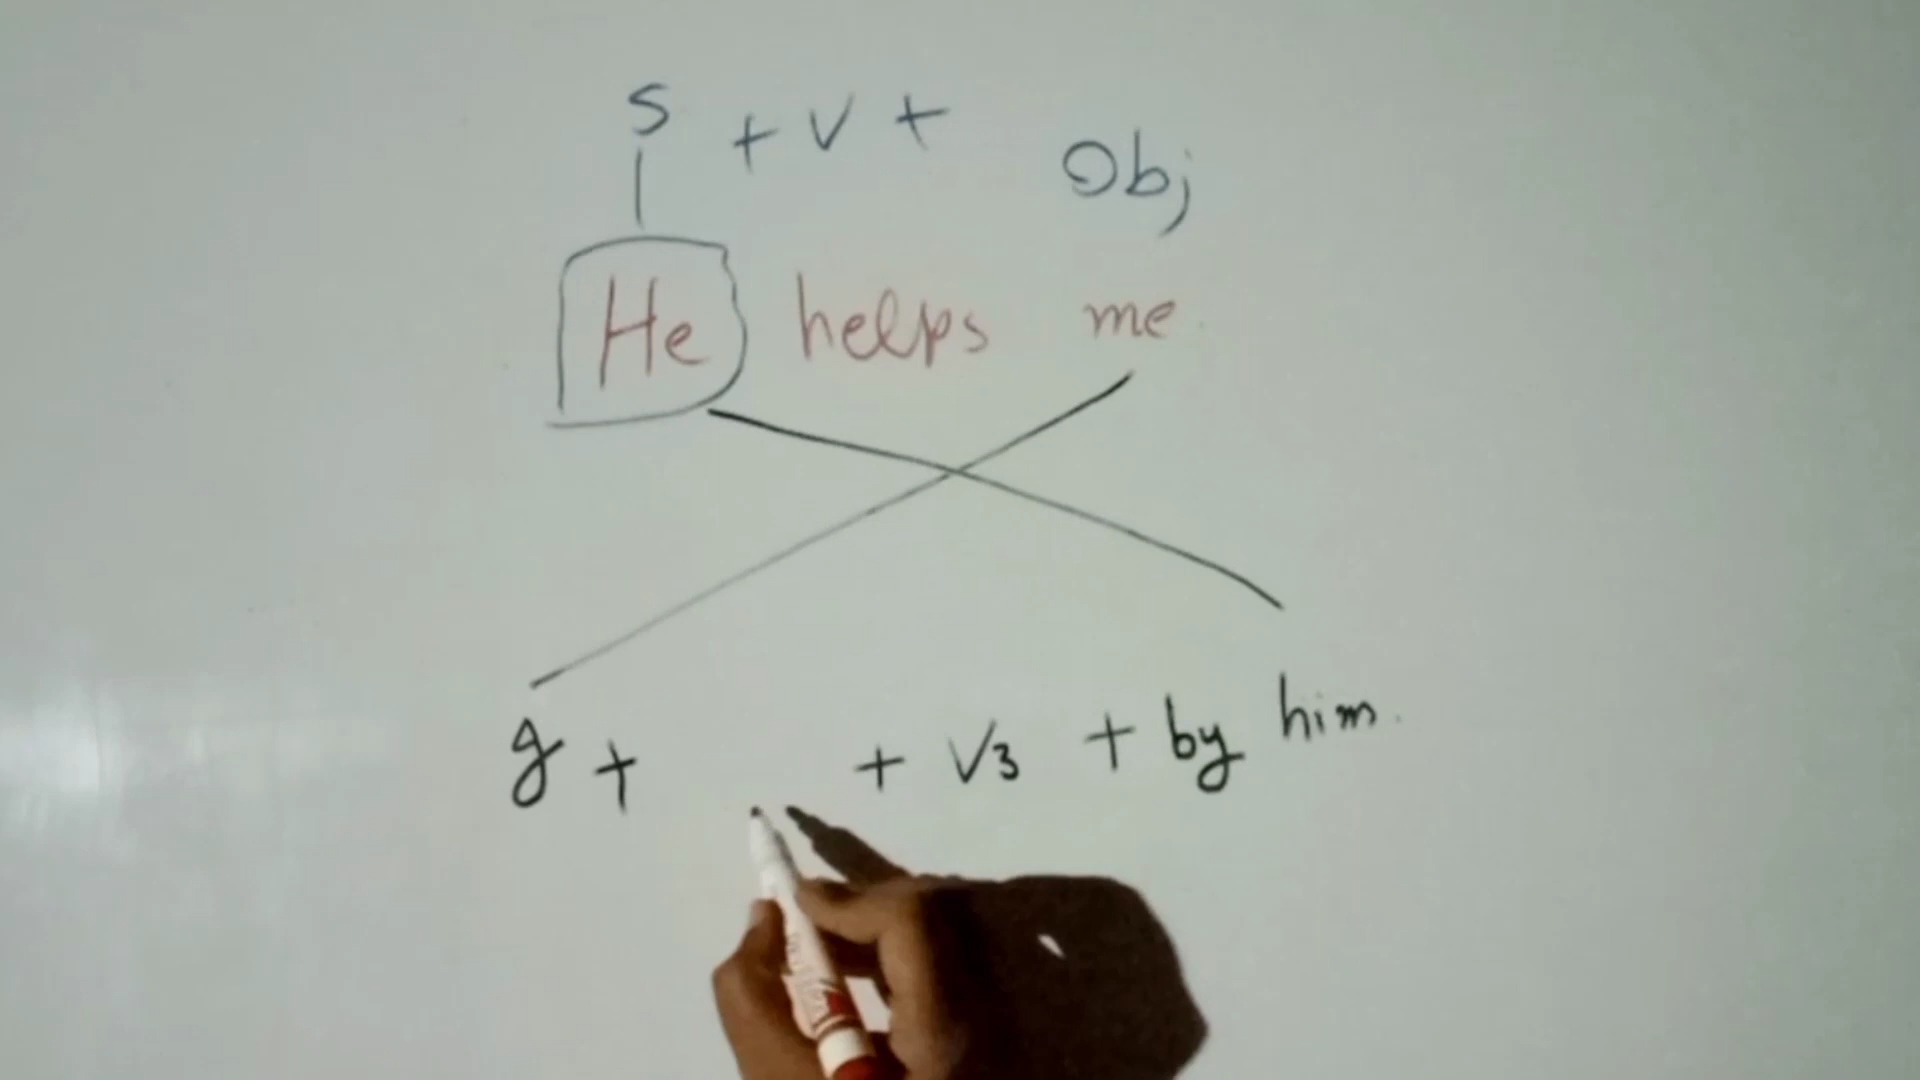 S + V + Obj
He helps me
I + + V3 + by him.